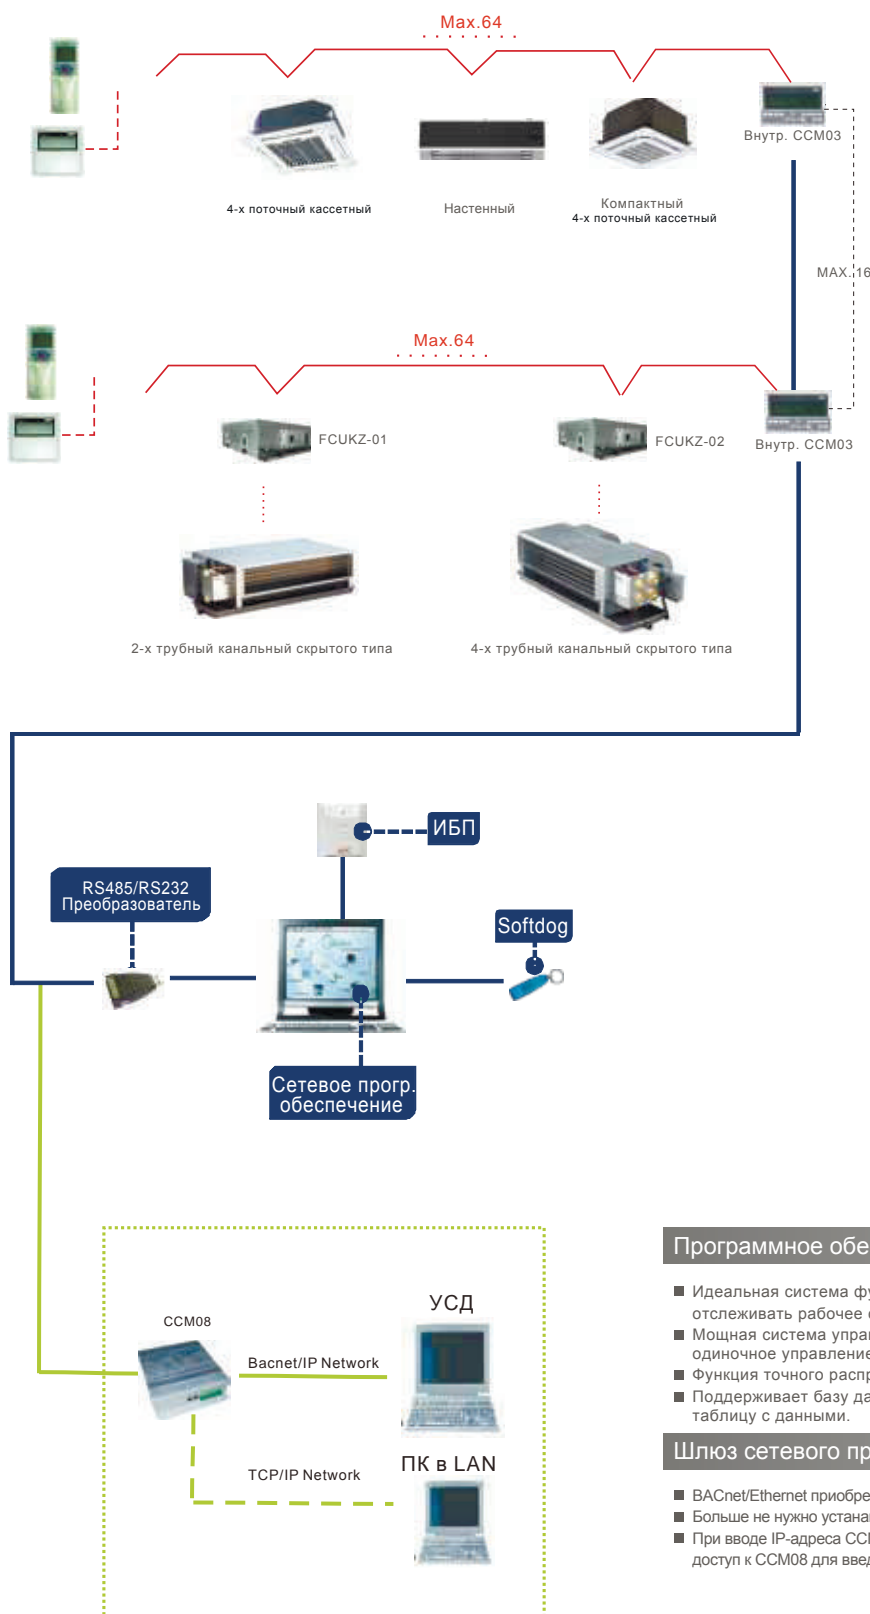 Max.64
Внутр. CCM03
4-х поточный кассетный
Настенный
Компактный
4-х поточный кассетный
MAX.16
Max.64
FCUKZ-01
FCUKZ-02
Внутр. CCM03
2-х трубный канальный скрытого типа
4-х трубный канальный скрытого типа
ИБП
RS485/RS232
Преобразователь
Softdog
Сетевое прогр.
обеспечение
УСД
CCM08
Bacnet/IP Network
ПК в LAN
TCP/IP Network
Программное обе
Идеальная система фу
отслеживать рабочее
Мощная система упра
одиночное управление
Функция точного распр
Поддерживает базу да
таблицу с данными.
Шлюз сетевого пр
BACnet/Ethernet приобре
Больше не нужно устана
При вводе IP-адреса CC
доступ к CCM08 для введ